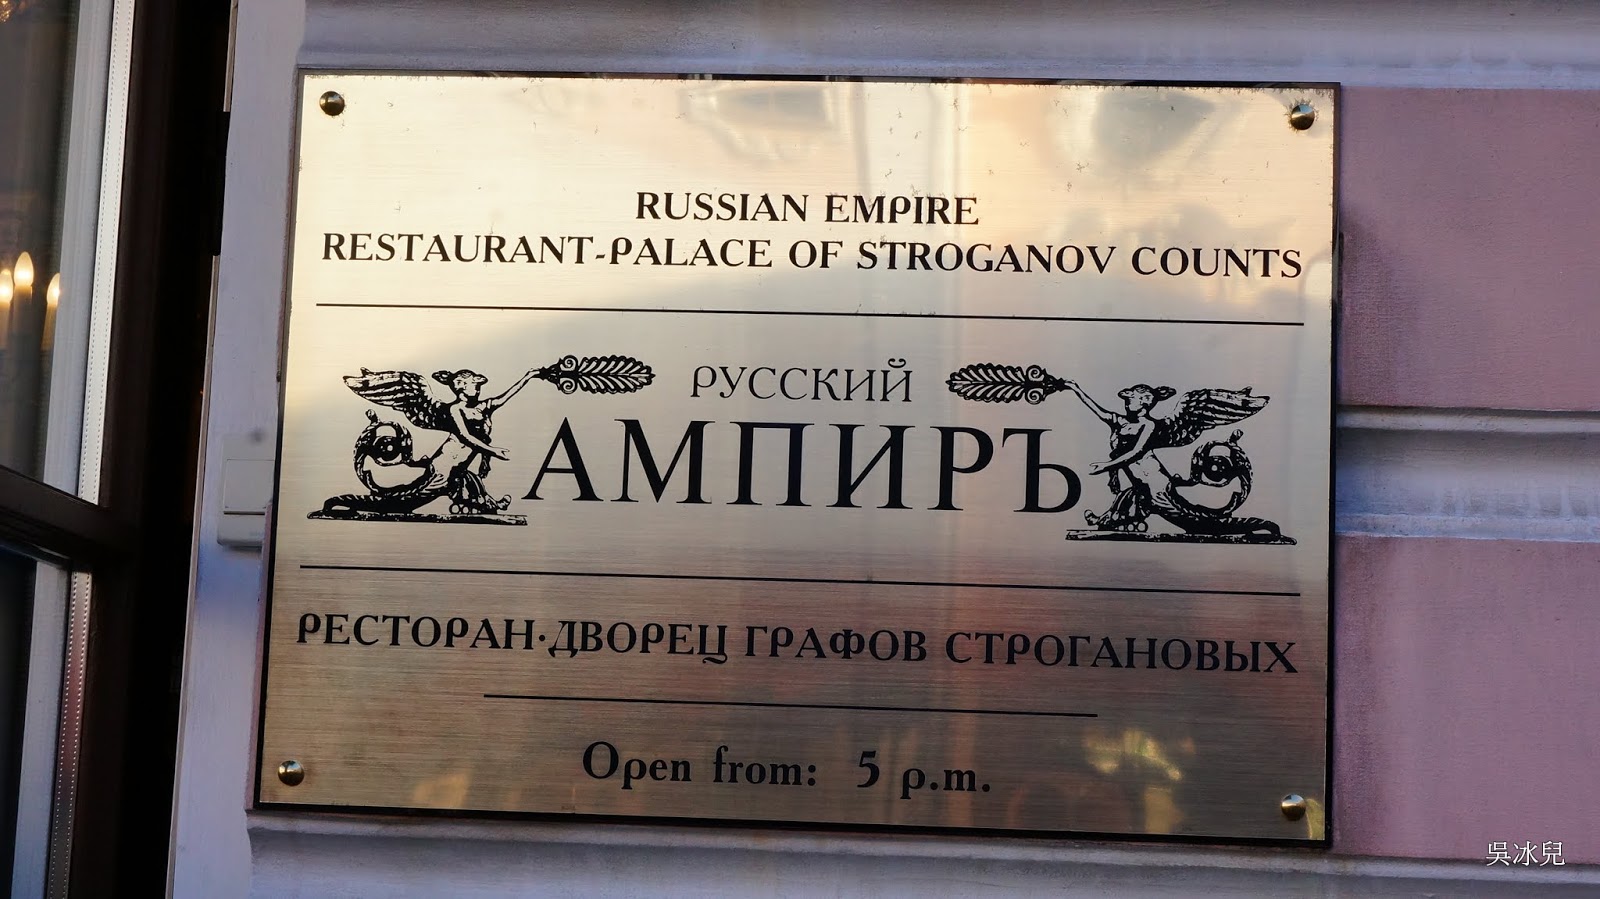 RUSSIAN EMPIRE
RESTAURANT-PALACE OF STROGANOV COUNTS
РУССКИЙ
АМПИРЪ
РЕСТОРАН·ДВОРЕЦ ГРАФОВ СТРОГАНОВЫХ
Open from: 5 p.m.
吳冰兒